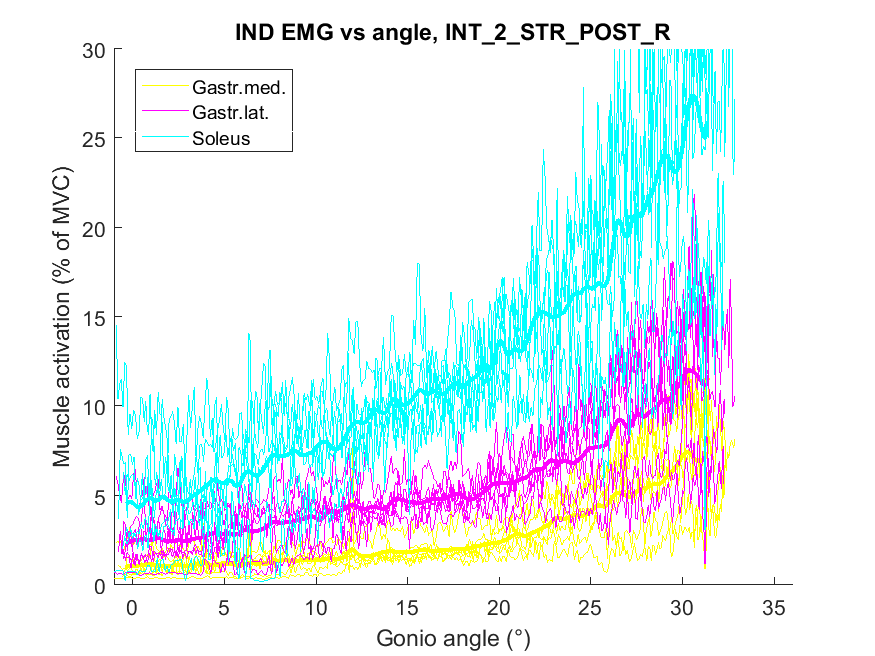 IND EMG vs angle, INT_2_STR_POST_R
30
25
20
15
10
5
0
Muscle activation (% of MVC)
Gastr.med.
Gastr.lat.
Soleus
0 5 10 15 20 25 30 35
Gonio angle (°)